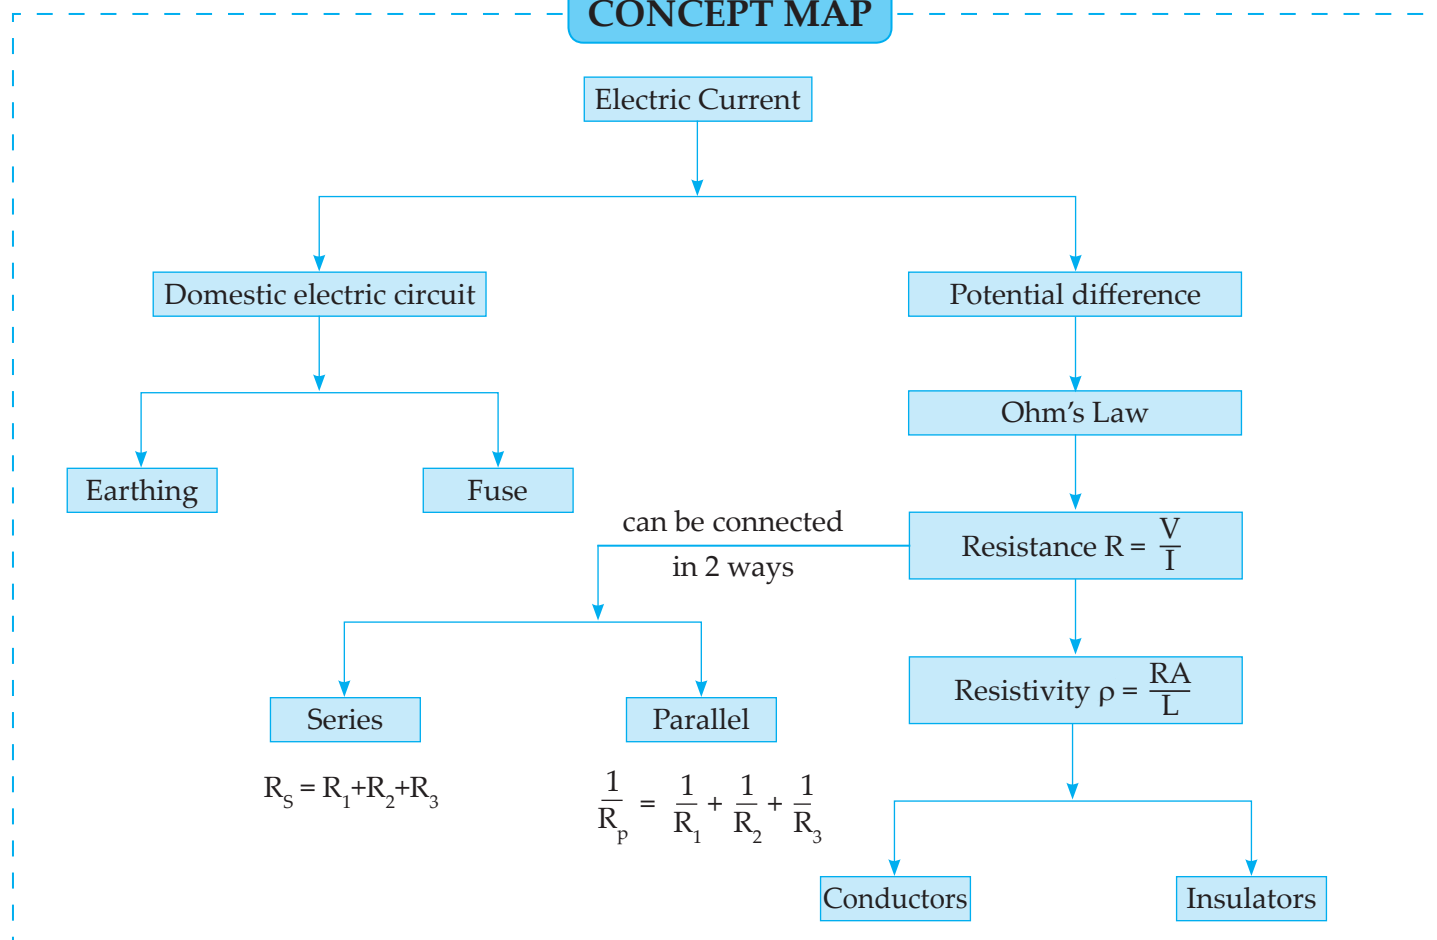 CONCEPT MAP
Electric Current
Domestic electric circuit
Potential difference
Ohm's Law
Earthing
Fuse
can be connected
in 2 ways
Resistance R = V/I
Resistivity ρ = RA/L
Series
Parallel
R_S = R_1+R_2+R_3
1/R_p = 1/R_1 + 1/R_2 + 1/R_3
Conductors
Insulators